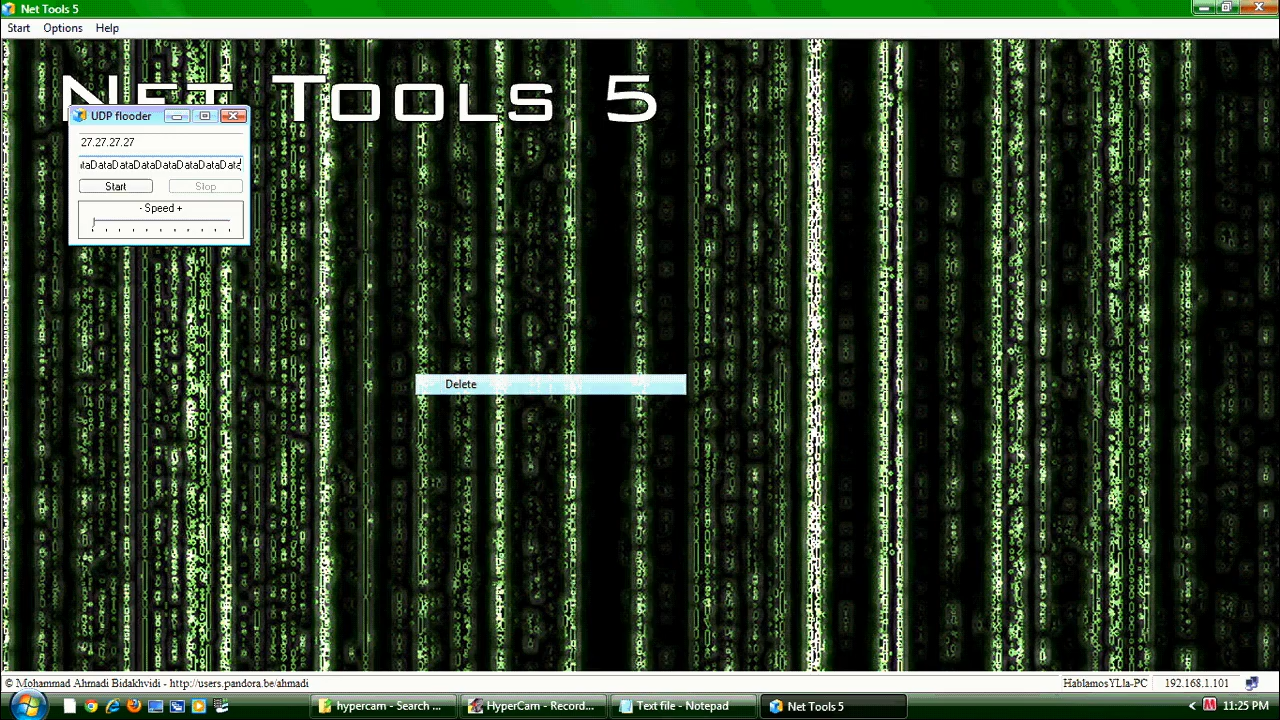 Net Tools 5
Start Options Help
Net Tools 5
UDP flooder
27.27.27.27
ataDataDataDataDataDataDataData
Start Stop
- Speed +
Delete
© Mohammad Ahmadi Bidakhvidi - http://users.pandora.be/ahmadi
HablamosYLla-PC 192.168.1.101
hypercam - Search ... HyperCam - Record... Text file - Notepad Net Tools 5
11:25 PM